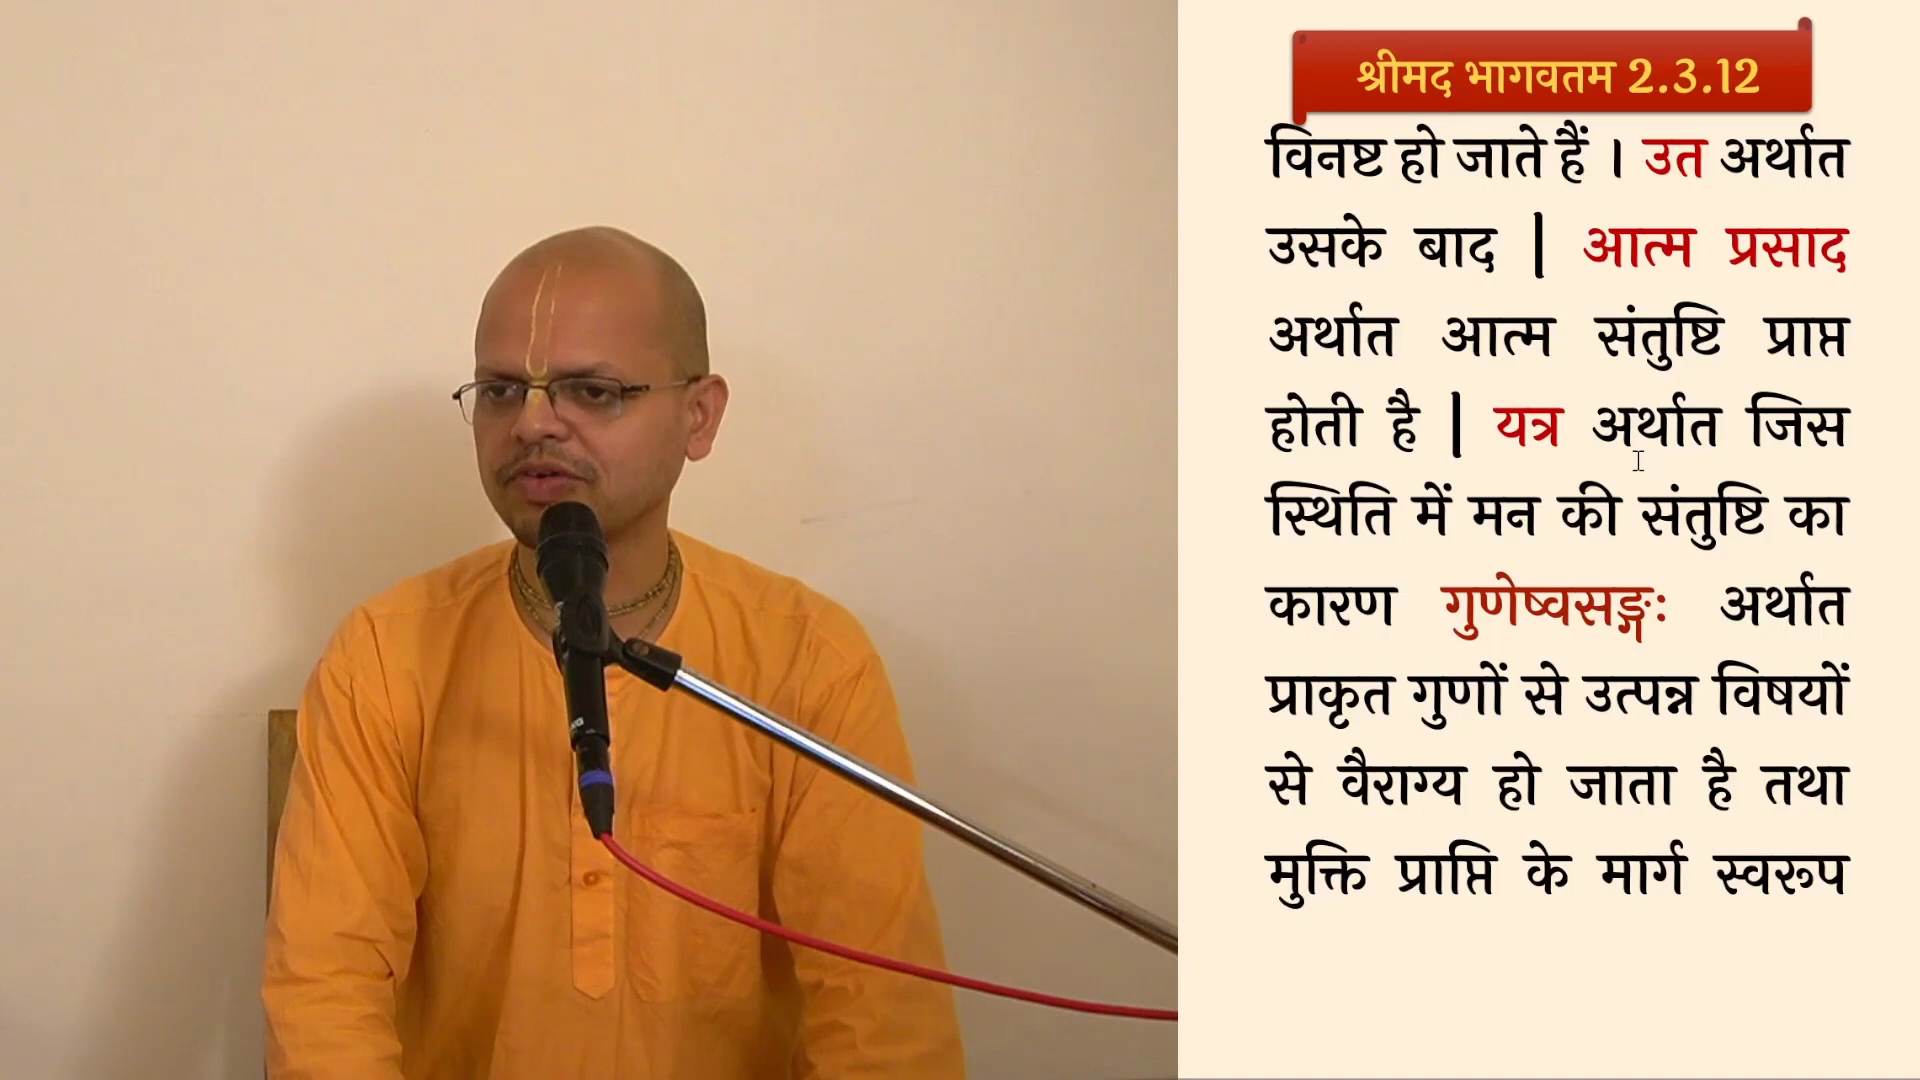 श्रीमद भागवतम 2.3.12
विनष्ट हो जाते हैं । उत अर्थात
उसके बाद | आत्म प्रसाद
अर्थात आत्म संतुष्टि प्राप्त
होती है | यत्र अर्थात जिस
स्थिति में मन की संतुष्टि का
कारण गुणेष्वसङ्गः अर्थात
प्राकृत गुणों से उत्पन्न विषयों
से वैराग्य हो जाता है तथा
मुक्ति प्राप्ति के मार्ग स्वरूप